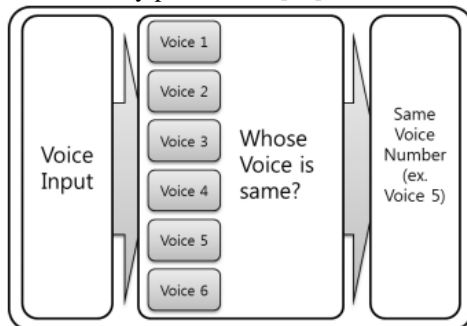 Voice
Input
Voice 1
Voice 2
Voice 3
Voice 4
Voice 5
Voice 6
Whose
Voice is
same?
Same
Voice
Number
(ex.
Voice 5)